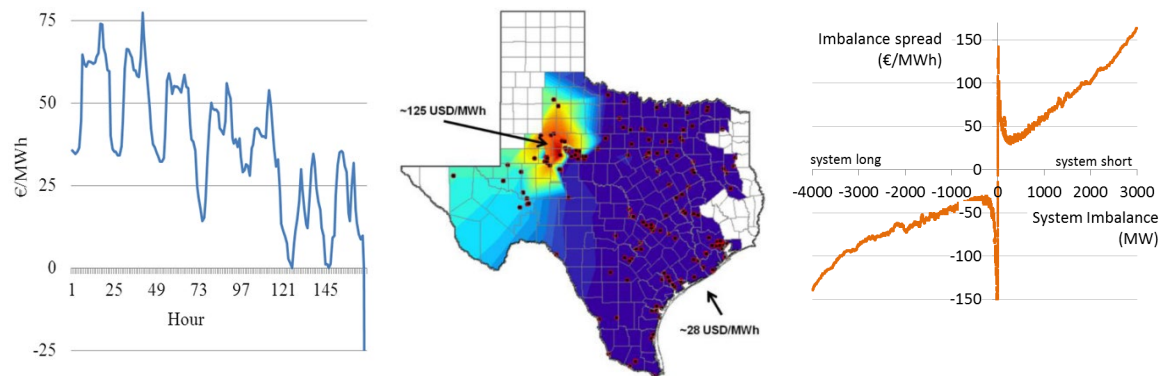 75
50
25
0
-25
€/MWh
1
25
49
73
97
121
145
Hour
~125 USD/MWh
~28 USD/MWh
Imbalance spread
(€/MWh)
150
100
50
0
-50
-100
-150
system long
system short
-4000
-3000
-2000
-1000
0
1000
2000
3000
System Imbalance
(MW)